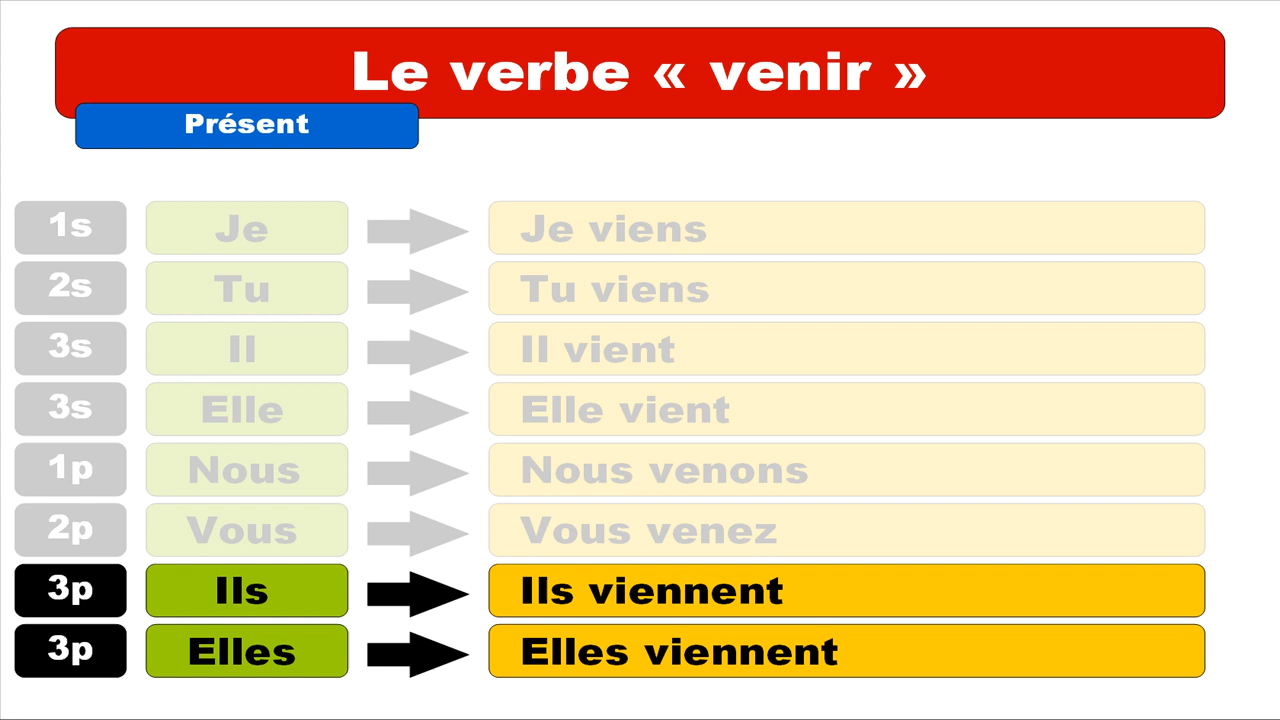 Le verbe « venir »
Présent
1s Je Je viens
2s Tu Tu viens
3s Il Il vient
3s Elle Elle vient
1p Nous Nous venons
2p Vous Vous venez
3p Ils Ils viennent
3p Elles Elles viennent